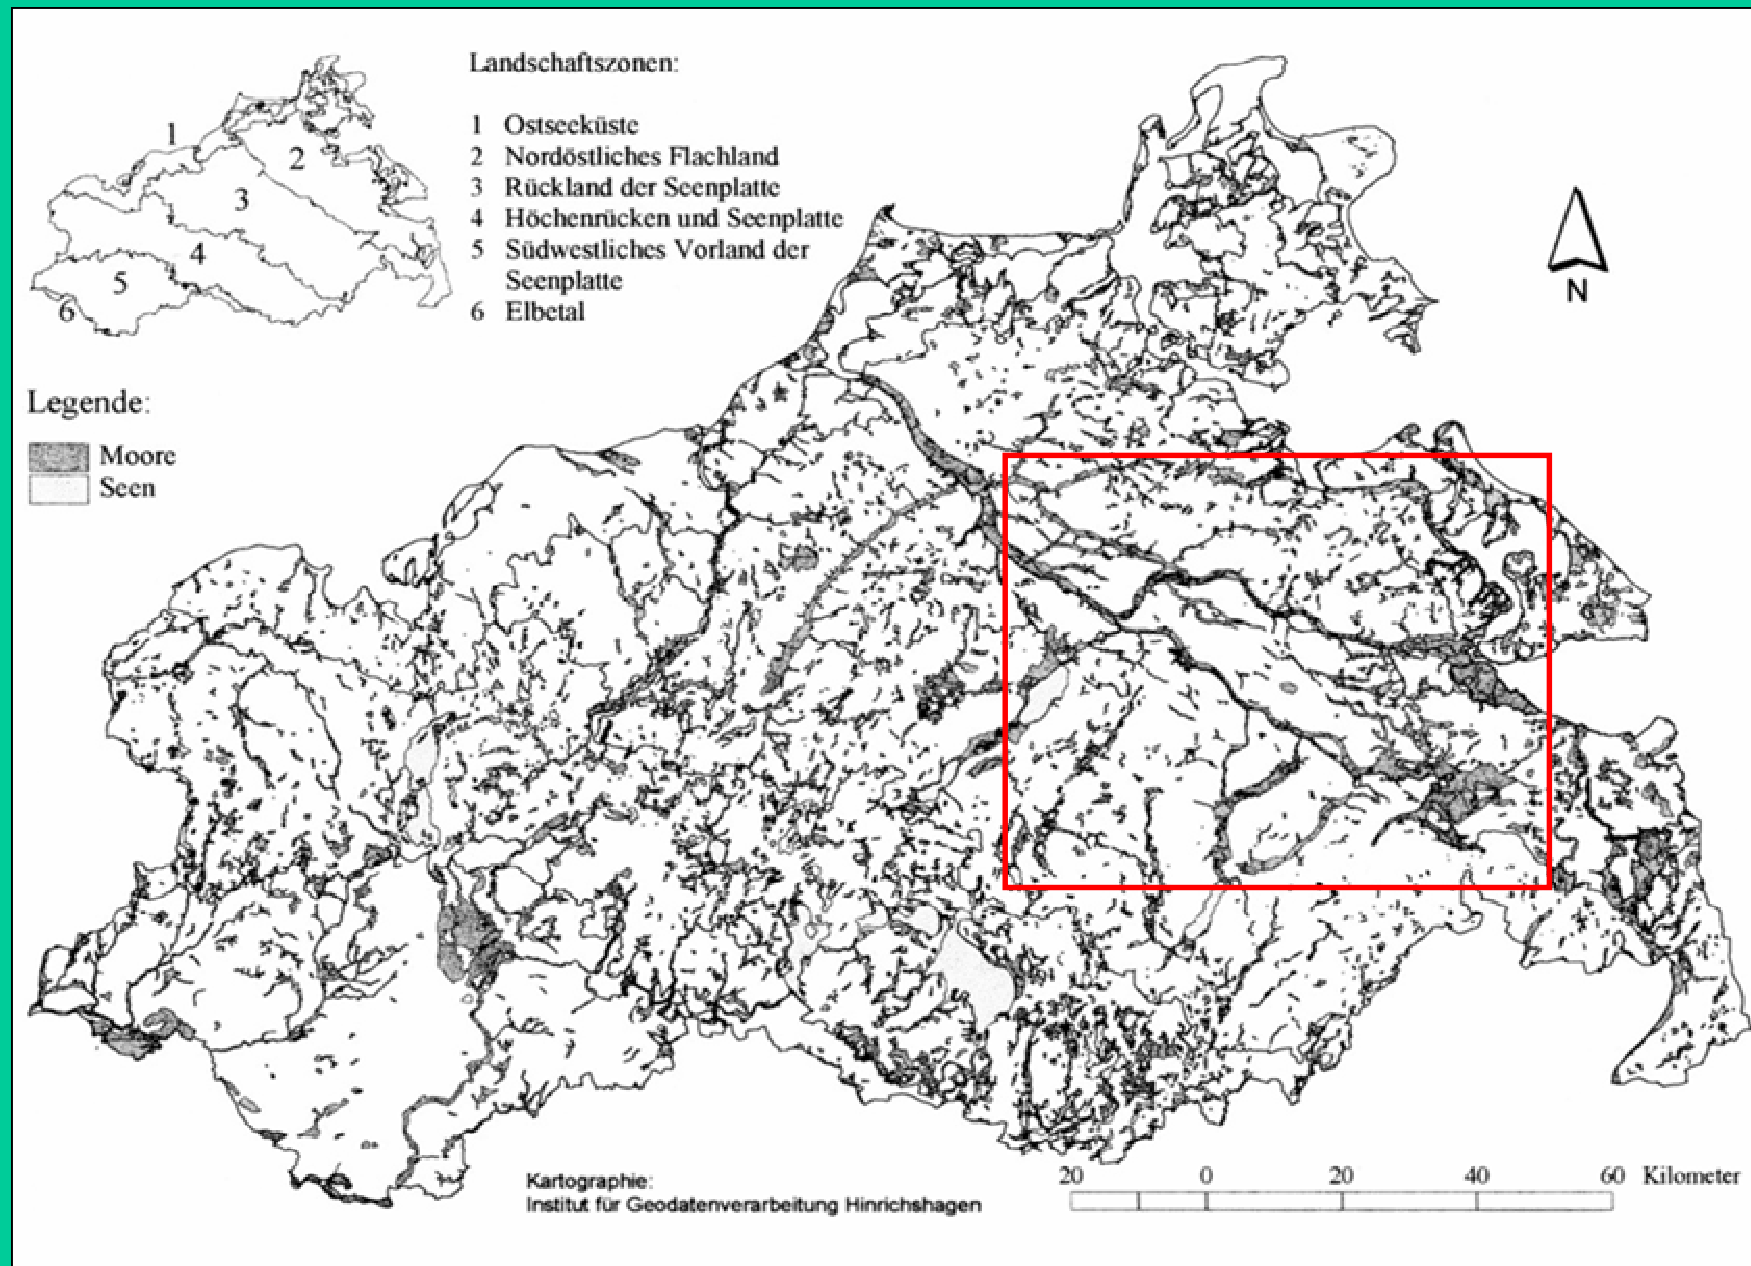 Landschaftszonen:
1 Ostseeküste
2 Nordöstliches Flachland
3 Rückland der Seenplatte
4 Höchenrücken und Seenplatte
5 Südwestliches Vorland der
Seenplatte
6 Elbetal
1
2
3
4
5
6
Legende:
Moore
Seen
N
Kartographie:
Institut für Geodatenverarbeitung Hinrichshagen
20 0 20 40 60 Kilometer